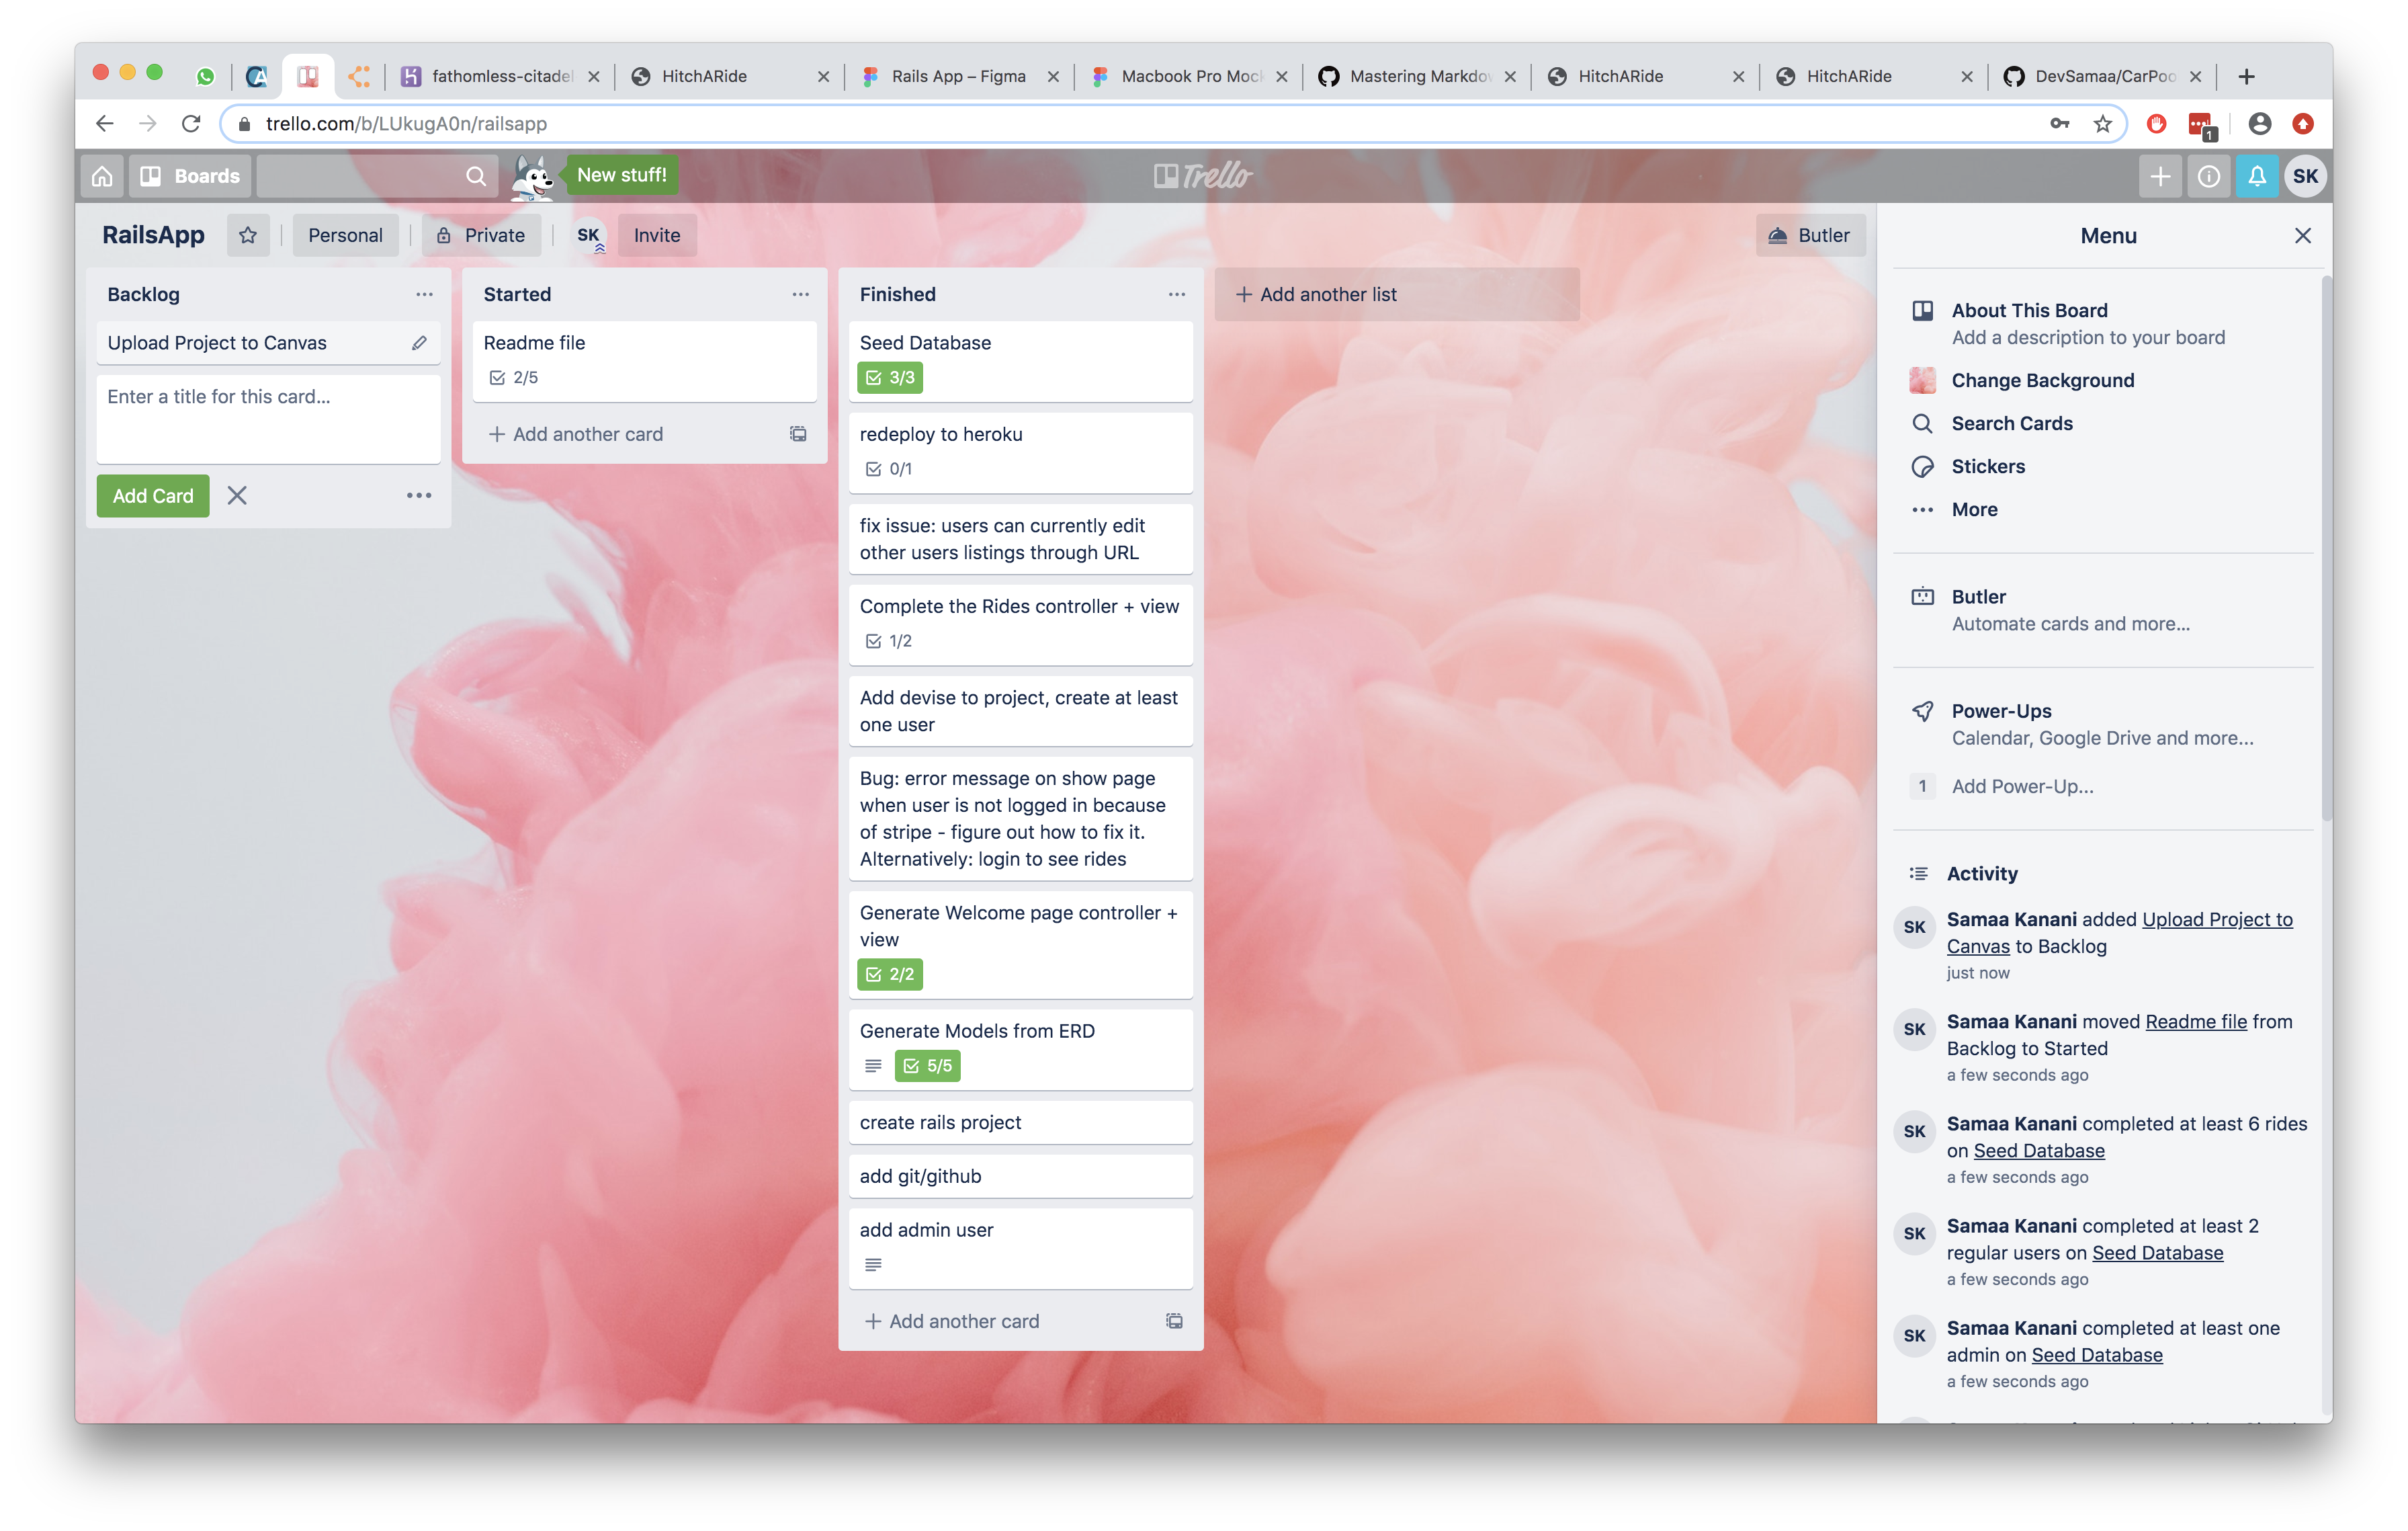 fathomless-citadel
HitchARide
Rails App – Figma
Macbook Pro Mock
Mastering Markdow
HitchARide
HitchARide
DevSamaa/CarPoo
trello.com/b/LUkugA0n/railsapp
1
Boards
New stuff!
Trello
SK
RailsApp
Personal
Private
SK
Invite
Butler
Backlog
Upload Project to Canvas
Enter a title for this card...
Add Card
Started
Readme file
2/5
Add another card
Finished
Seed Database
3/3
redeploy to heroku
0/1
fix issue: users can currently edit
other users listings through URL
Complete the Rides controller + view
1/2
Add devise to project, create at least
one user
Bug: error message on show page
when user is not logged in because
of stripe - figure out how to fix it.
Alternatively: login to see rides
Generate Welcome page controller +
view
2/2
Generate Models from ERD
5/5
create rails project
add git/github
add admin user
Add another card
Add another list
Menu
About This Board
Add a description to your board
Change Background
Search Cards
Stickers
More
Butler
Automate cards and more...
Power-Ups
Calendar, Google Drive and more...
1
Add Power-Up...
Activity
SK
Samaa Kanani added Upload Project to
Canvas to Backlog
just now
SK
Samaa Kanani moved Readme file from
Backlog to Started
a few seconds ago
SK
Samaa Kanani completed at least 6 rides
on Seed Database
a few seconds ago
SK
Samaa Kanani completed at least 2
regular users on Seed Database
a few seconds ago
SK
Samaa Kanani completed at least one
admin on Seed Database
a few seconds ago